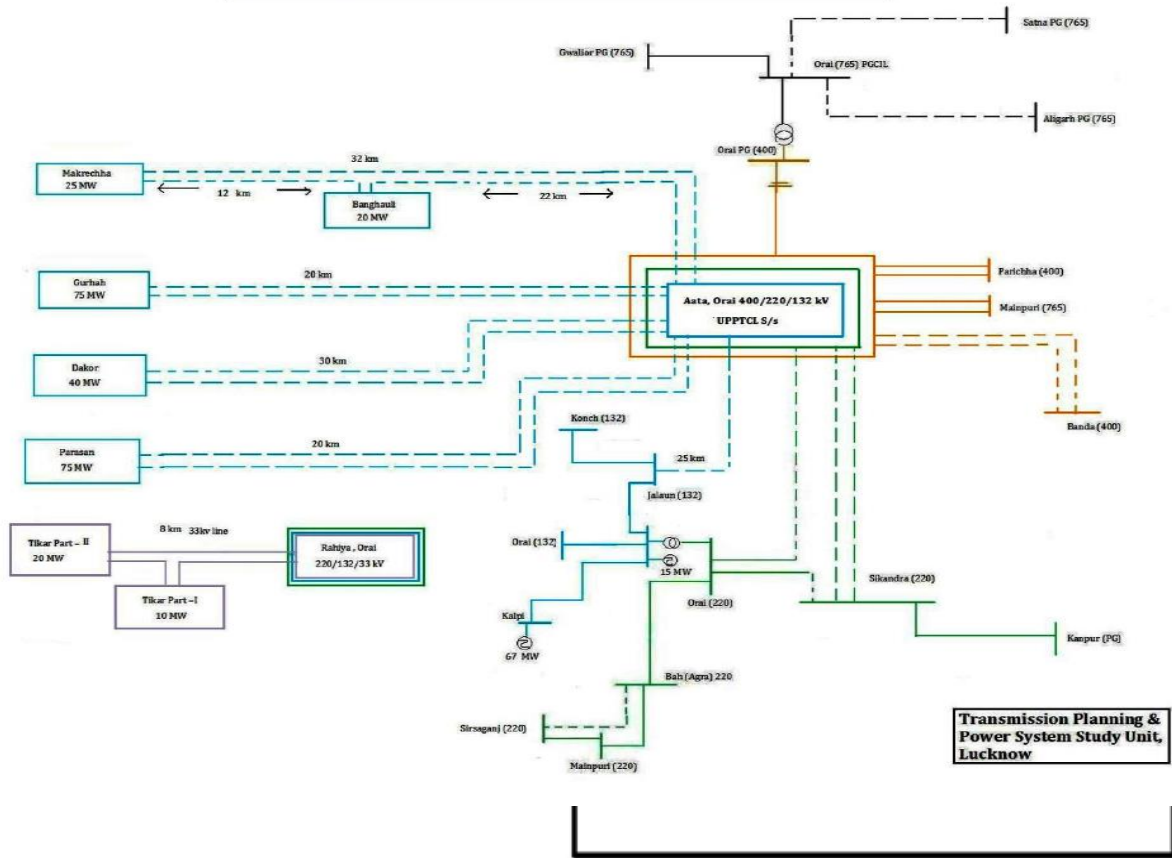 Satna PG (765)
Gwalior PG (765)
Orai (765) PGCIL
Aligarh PG (765)
Orai PG (400)
32 km
Makrechha
25 MW
12 km
22 km
Banghauli
20 MW
Gurhah
75 MW
20 km
Aata, Orai 400/220/132 kV
UPPTCL S/s
Parichha (400)
Mainpuri (765)
Dakor
40 MW
30 km
Banda (400)
Parasan
75 MW
20 km
Konch (132)
25 km
Jalaun (132)
8 km 33kv line
Tikar Part – II
20 MW
Rahiya , Orai
220/132/33 kV
Tikar Part –I
10 MW
Orai (132)
15 MW
Orai (220)
Sikandra (220)
Kalpi
67 MW
Kanpur (PG)
Bah (Agra) 220
Sirsaganj (220)
Mainpuri (220)
Transmission Planning &
Power System Study Unit,
Lucknow